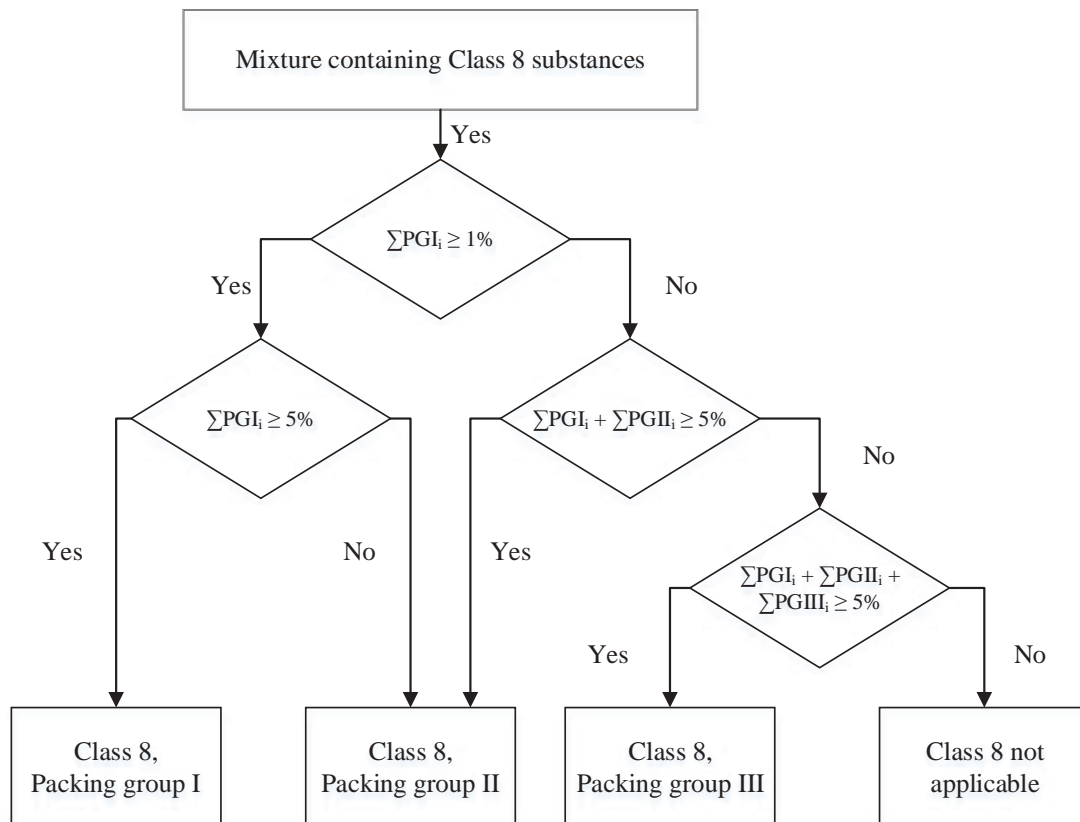 Mixture containing Class 8 substances
Yes
∑PGIᵢ ≥ 1%
Yes
No
∑PGIᵢ ≥ 5%
∑PGIᵢ + ∑PGIIᵢ ≥ 5%
No
Yes
No
Yes
∑PGIᵢ + ∑PGIIᵢ +
∑PGIIIᵢ ≥ 5%
Yes
No
Class 8,
Packing group I
Class 8,
Packing group II
Class 8,
Packing group III
Class 8 not
applicable